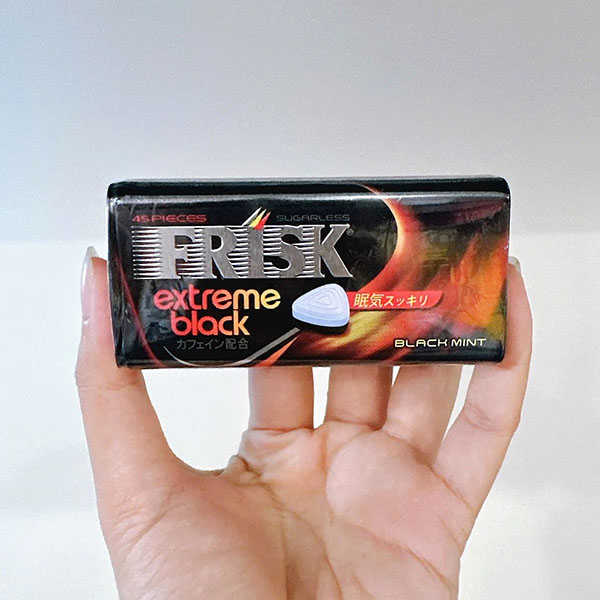 45 PIECES
SUGARLESS
FRISK®
extreme
black
眠気スッキリ
カフェイン配合
BLACK MINT